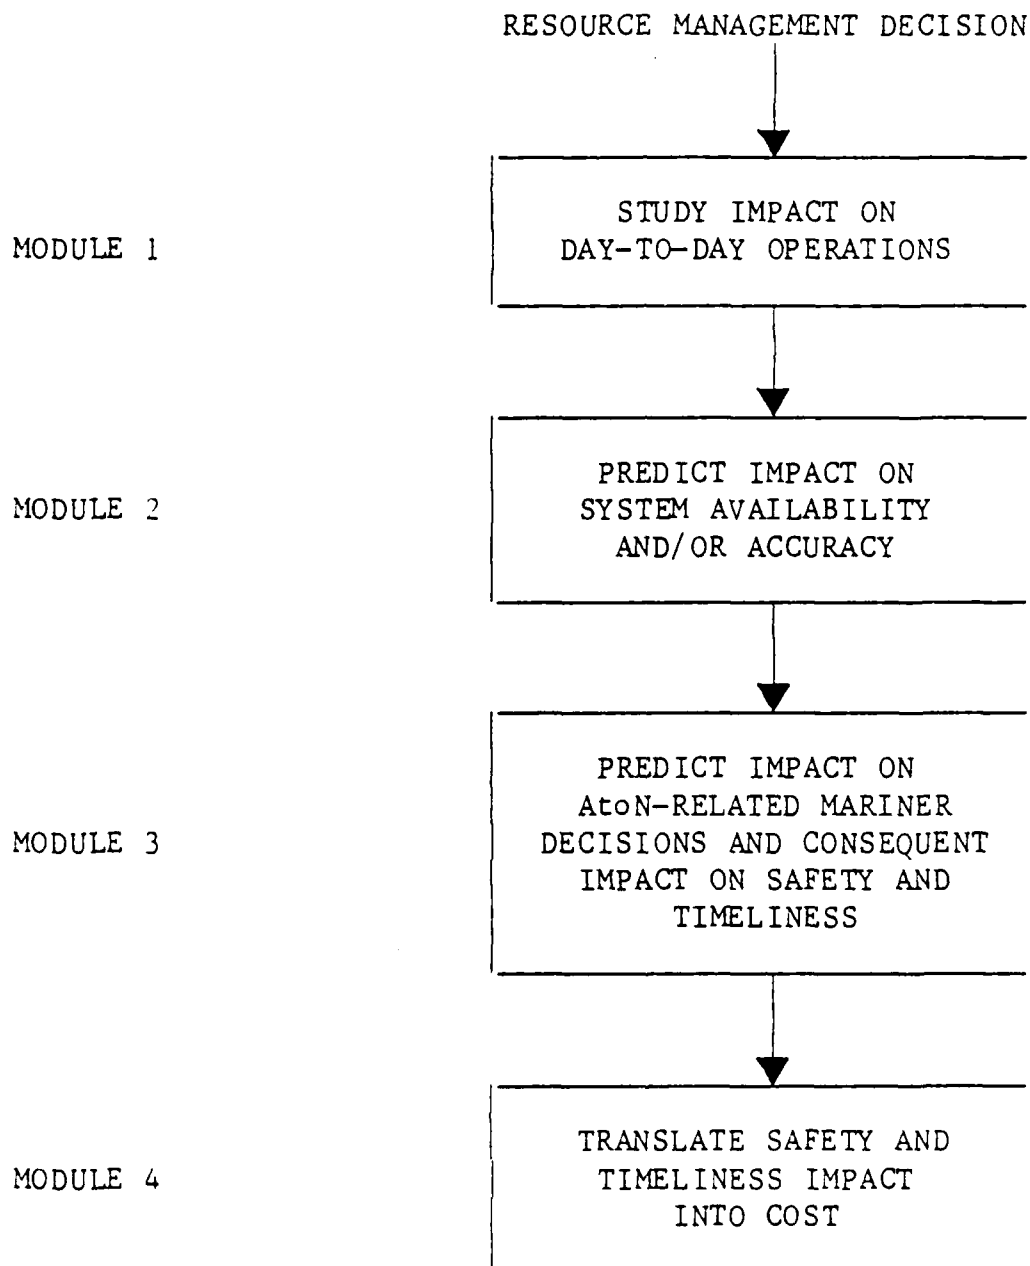 RESOURCE MANAGEMENT DECISION
MODULE 1
STUDY IMPACT ON
DAY-TO-DAY OPERATIONS
MODULE 2
PREDICT IMPACT ON
SYSTEM AVAILABILITY
AND/OR ACCURACY
MODULE 3
PREDICT IMPACT ON
AtoN-RELATED MARINER
DECISIONS AND CONSEQUENT
IMPACT ON SAFETY AND
TIMELINESS
MODULE 4
TRANSLATE SAFETY AND
TIMELINESS IMPACT
INTO COST